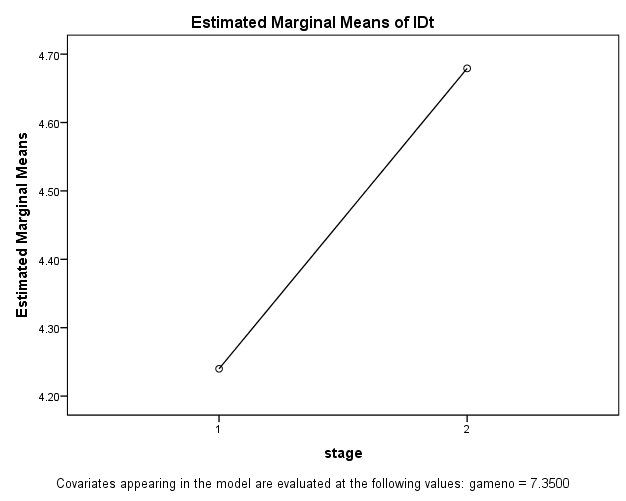 Estimated Marginal Means of IDt
Estimated Marginal Means
4.70
4.60
4.50
4.40
4.30
4.20
1 2
stage
Covariates appearing in the model are evaluated at the following values: gameno = 7.3500